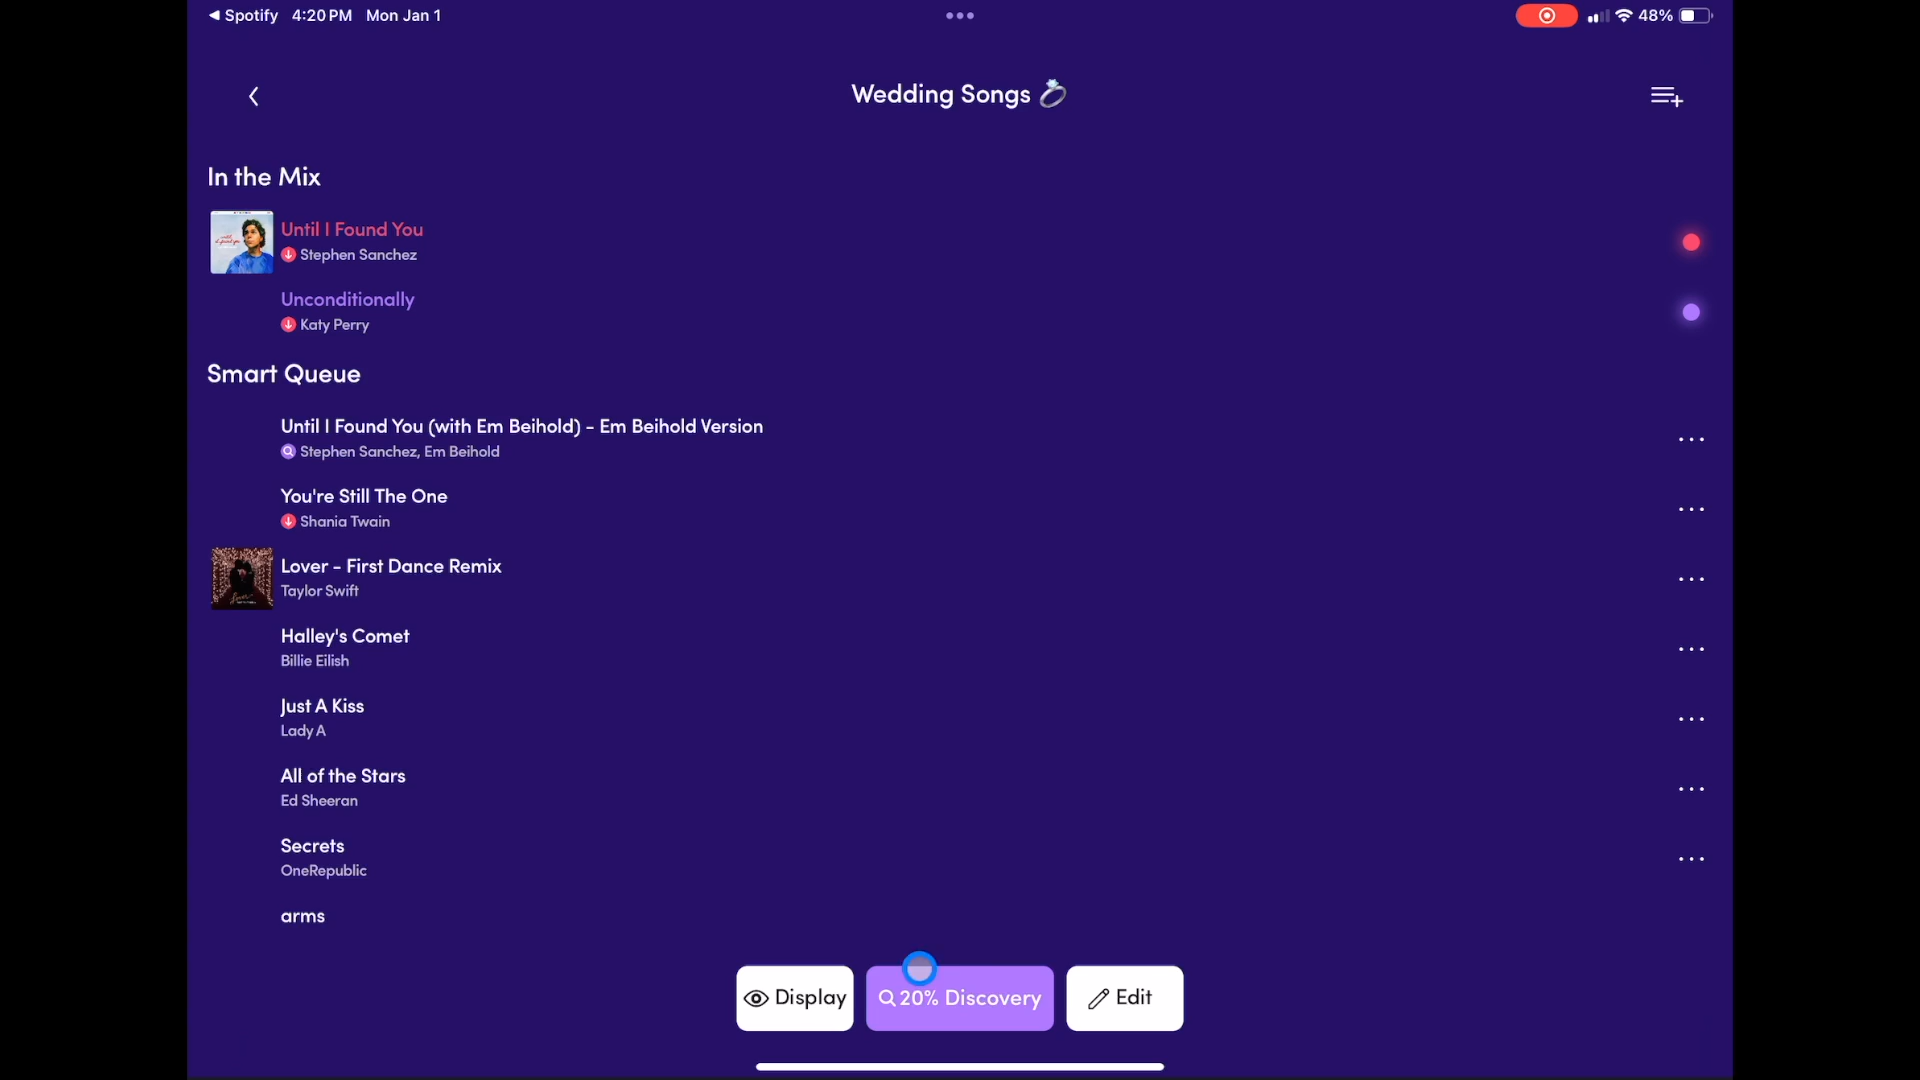 Spotify 4:20 PM Mon Jan 1
48%
Wedding Songs
In the Mix
Until I Found You
Stephen Sanchez
Unconditionally
Katy Perry
Smart Queue
Until I Found You (with Em Beihold) - Em Beihold Version
Stephen Sanchez, Em Beihold
You're Still The One
Shania Twain
Lover - First Dance Remix
Taylor Swift
Halley's Comet
Billie Eilish
Just A Kiss
Lady A
All of the Stars
Ed Sheeran
Secrets
OneRepublic
arms
Display
20% Discovery
Edit